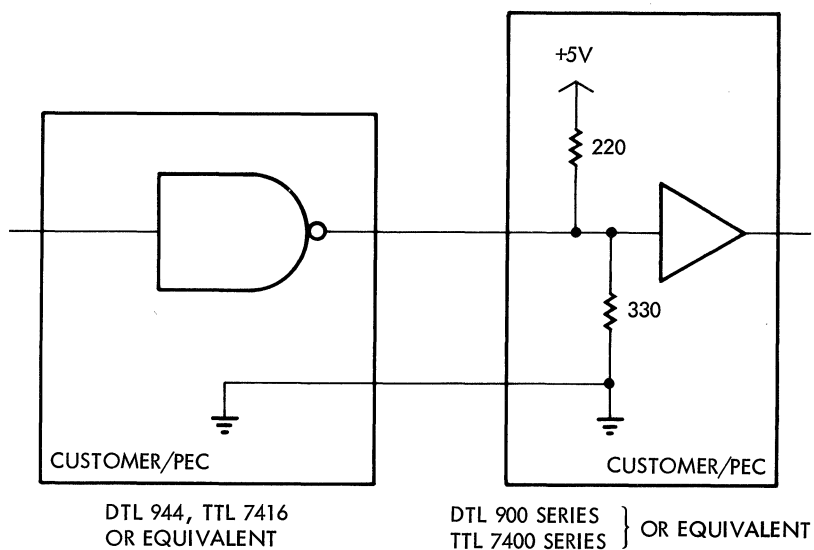 +5V
220
330
CUSTOMER/PEC
CUSTOMER/PEC
DTL 944, TTL 7416
OR EQUIVALENT
DTL 900 SERIES
TTL 7400 SERIES
OR EQUIVALENT